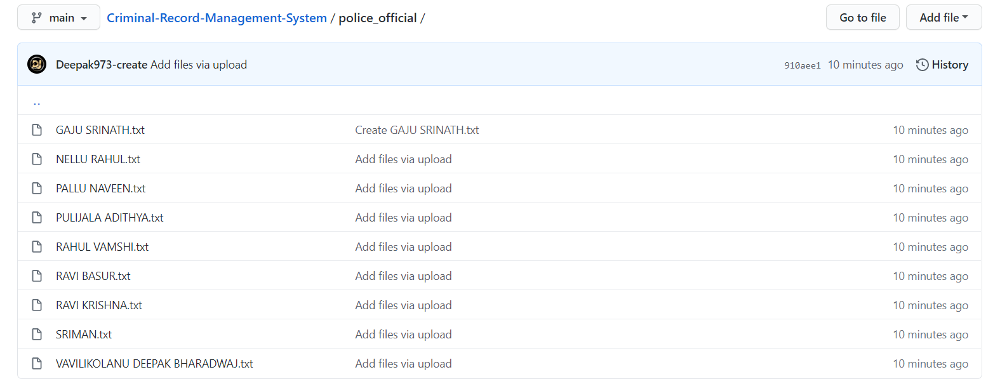 main Criminal-Record-Management-System / police_official / Go to file Add file
Deepak973-create Add files via upload 910aee1 10 minutes ago History
..
GAJU SRINATH.txt Create GAJU SRINATH.txt 10 minutes ago
NELLU RAHUL.txt Add files via upload 10 minutes ago
PALLU NAVEEN.txt Add files via upload 10 minutes ago
PULIJALA ADITHYA.txt Add files via upload 10 minutes ago
RAHUL VAMSHI.txt Add files via upload 10 minutes ago
RAVI BASUR.txt Add files via upload 10 minutes ago
RAVI KRISHNA.txt Add files via upload 10 minutes ago
SRIMAN.txt Add files via upload 10 minutes ago
VAVILIKOLANU DEEPAK BHARADWAJ.txt Add files via upload 10 minutes ago